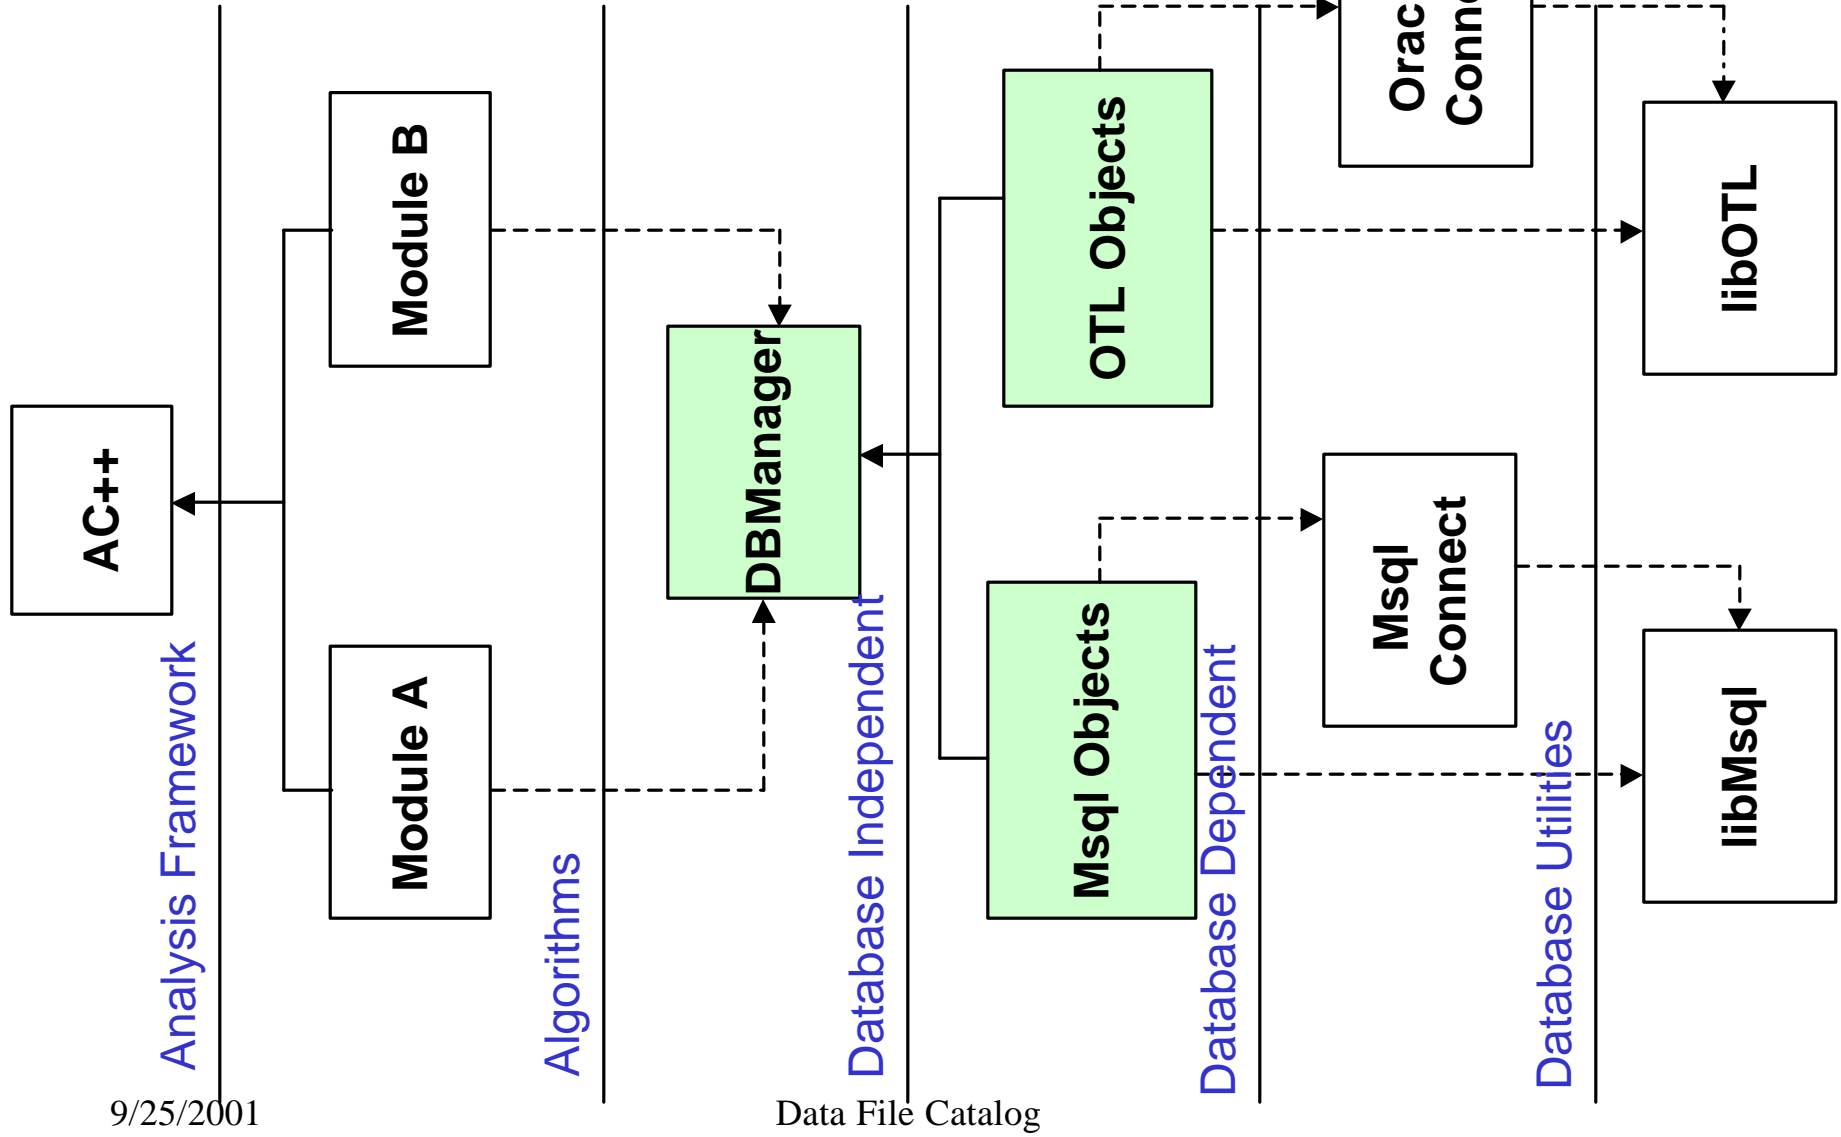 AC++
Analysis Framework
Module A
Module B
Algorithms
DBManager
Database Independent
Msql Objects
OTL Objects
Database Dependent
Msql
Connect
Database Utilities
libMsql
libOTL
9/25/2001
Data File Catalog